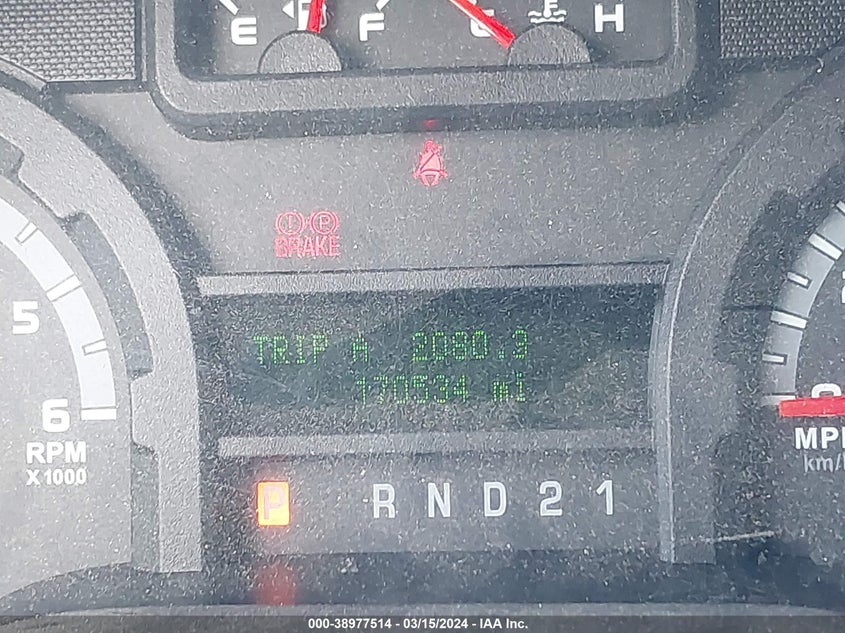 E F C H
BRAKE
TRIP A 2080.9
170534 mi
5
6
RPM
X1000
MPH
km/h
P R N D 2 1
000-38977514 - 03/15/2024 - IAA Inc.